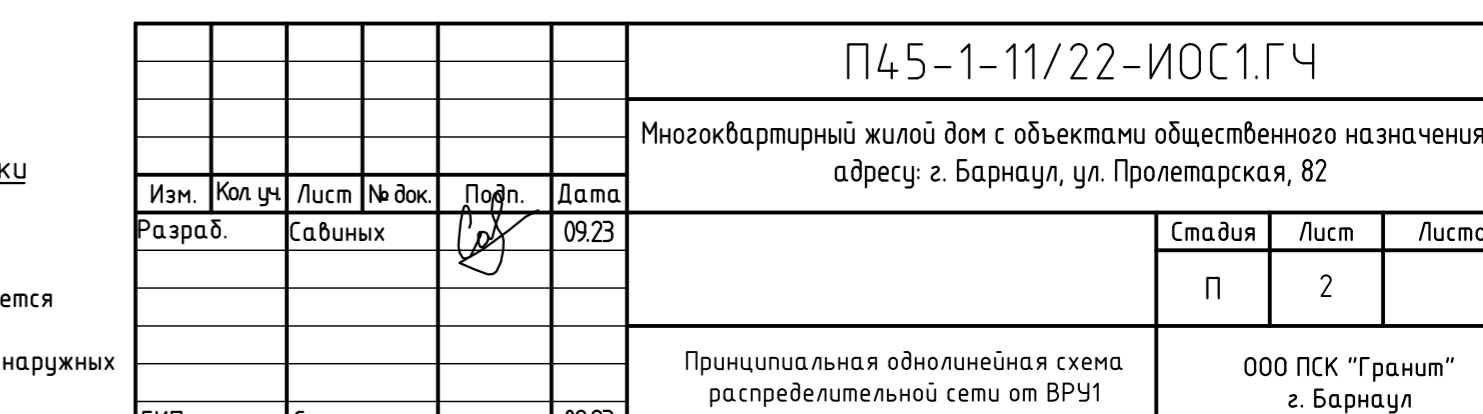 П45-1-11/22-ИОС1.ГЧ
Многоквартирный жилой дом с объектами общественного назначения
адресу: г. Барнаул, ул. Пролетарская, 82
Изм. Кол. уч. Лист № док. Подп. Дата
Разраб. Савиных 09.23
Стадия Лист
П 2
наружных
Принципиальная однолинейная схема
распределительной сети от ВРУ1
ООО ПСК "Гранит"
г. Барнаул